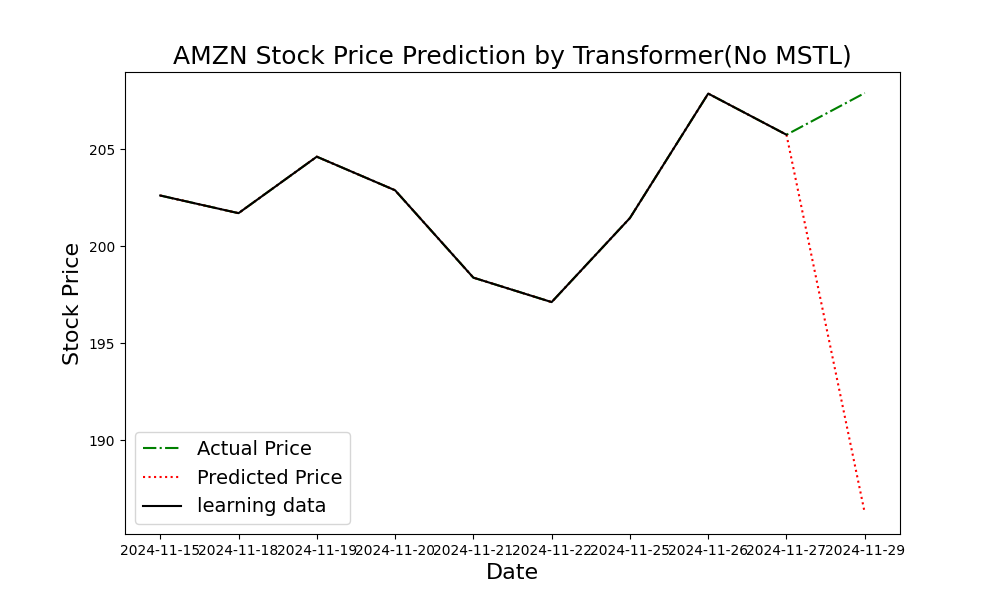 AMZN Stock Price Prediction by Transformer(No MSTL)
Stock Price
205
200
195
190
Actual Price
Predicted Price
learning data
2024-11-15 2024-11-18 2024-11-19 2024-11-20 2024-11-21 2024-11-22 2024-11-25 2024-11-26 2024-11-27 2024-11-29
Date